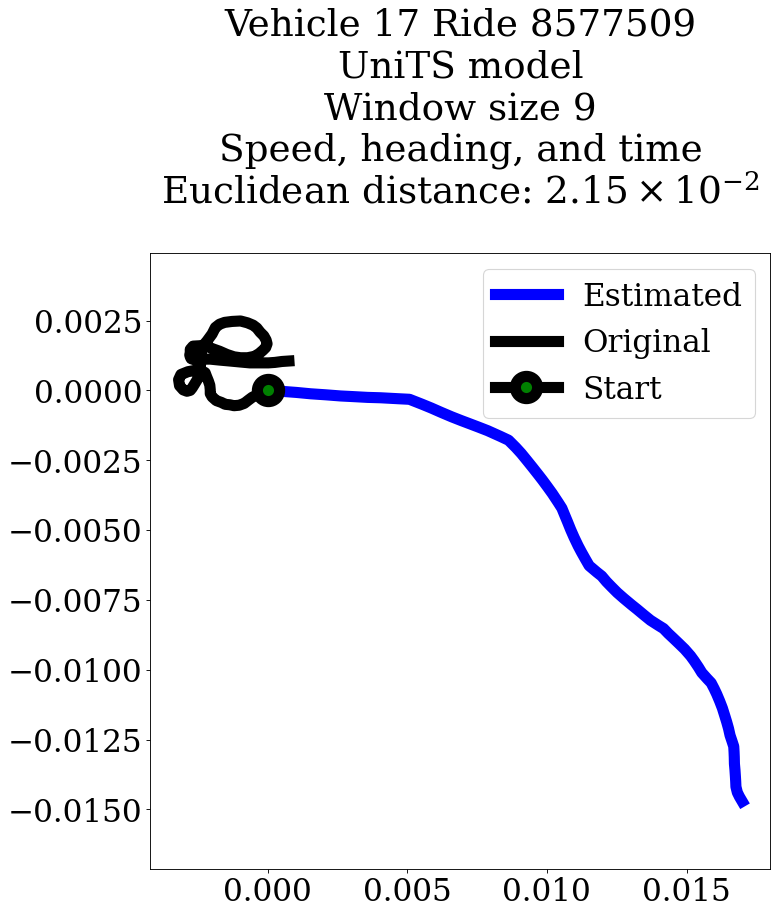 Vehicle 17 Ride 8577509
UniTS model
Window size 9
Speed, heading, and time
Euclidean distance: 2.15 × 10⁻²
Estimated
Original
Start
0.0025
0.0000
−0.0025
−0.0050
−0.0075
−0.0100
−0.0125
−0.0150
0.000 0.005 0.010 0.015